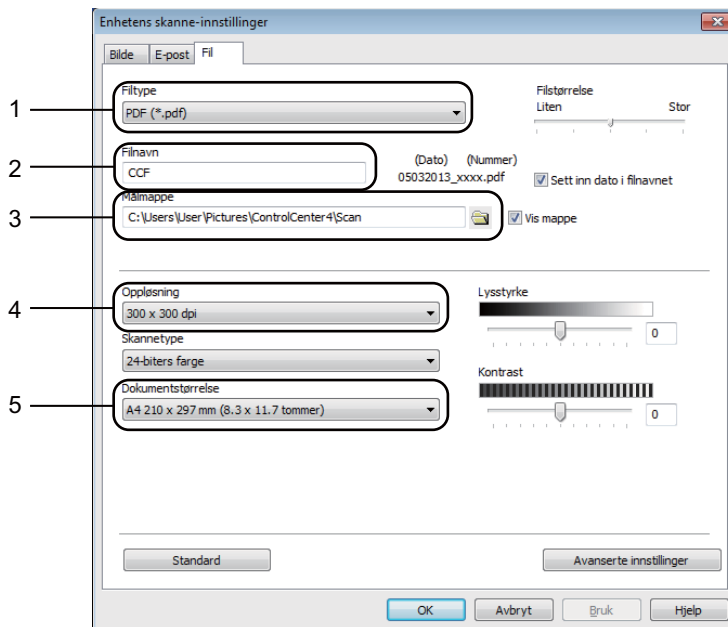 Enhetens skanne-innstillinger
Bilde E-post Fil
1
Filtype
PDF (*.pdf)
Filstørrelse
Liten Stor
2
Filnavn
CCF
(Dato) (Nummer)
05032013_xxxx.pdf
Sett inn dato i filnavnet
3
Målmappe
C:\Users\User\Pictures\ControlCenter4\Scan
Vis mappe
4
Oppløsning
300 x 300 dpi
Lysstyrke
0
Skannetype
24-biters farge
Kontrast
0
5
Dokumentstørrelse
A4 210 x 297 mm (8.3 x 11.7 tommer)
Standard
Avanserte innstillinger
OK Avbryt Bruk Hjelp